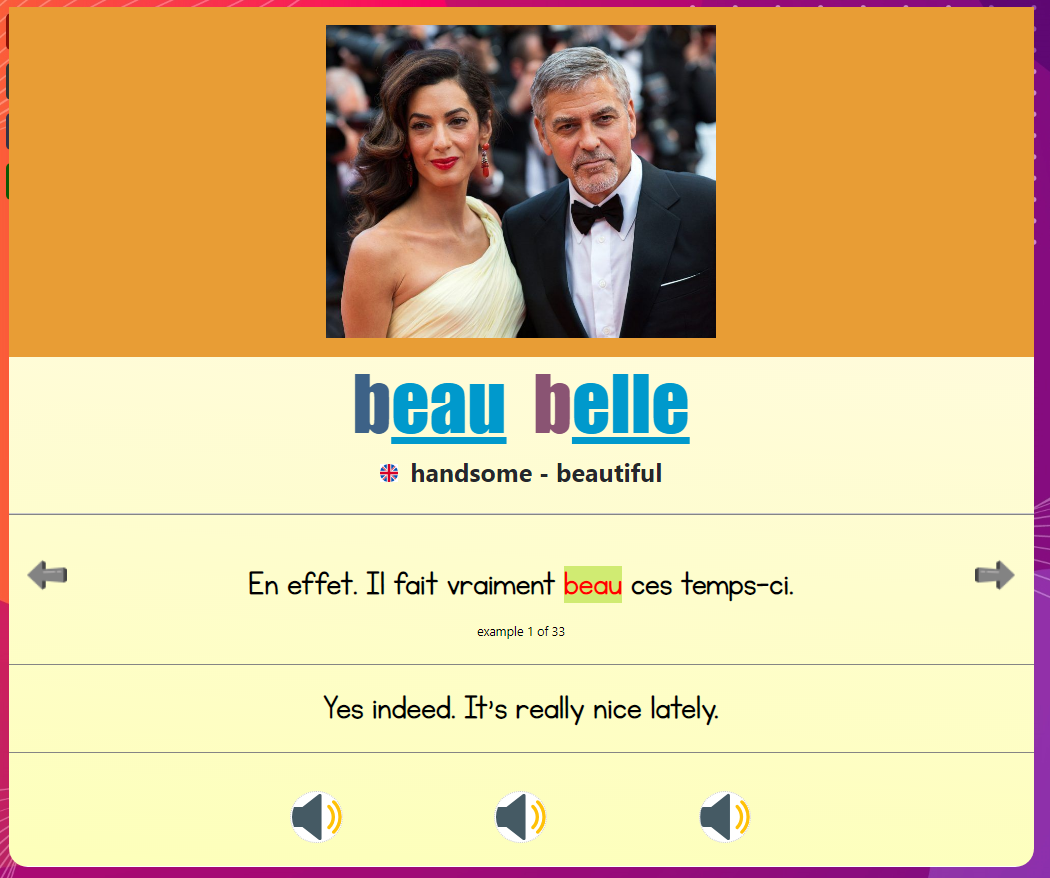 beau belle
handsome - beautiful
En effet. Il fait vraiment beau ces temps-ci.
example 1 of 33
Yes indeed. It's really nice lately.